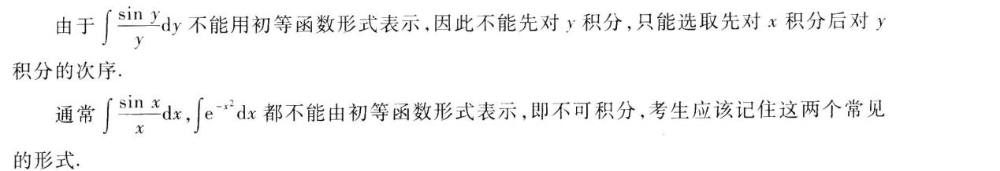 由于 $\int \frac{\sin y}{y} \mathrm{d}y$ 不能用初等函数形式表示,因此不能先对 y 积分,只能选取先对 x 积分后对 y
积分的次序.
通常 $\int \frac{\sin x}{x} \mathrm{d}x, \int \mathrm{e}^{-x^2} \mathrm{d}x$ 都不能由初等函数形式表示,即不可积分,考生应该记住这两个常见
的形式.